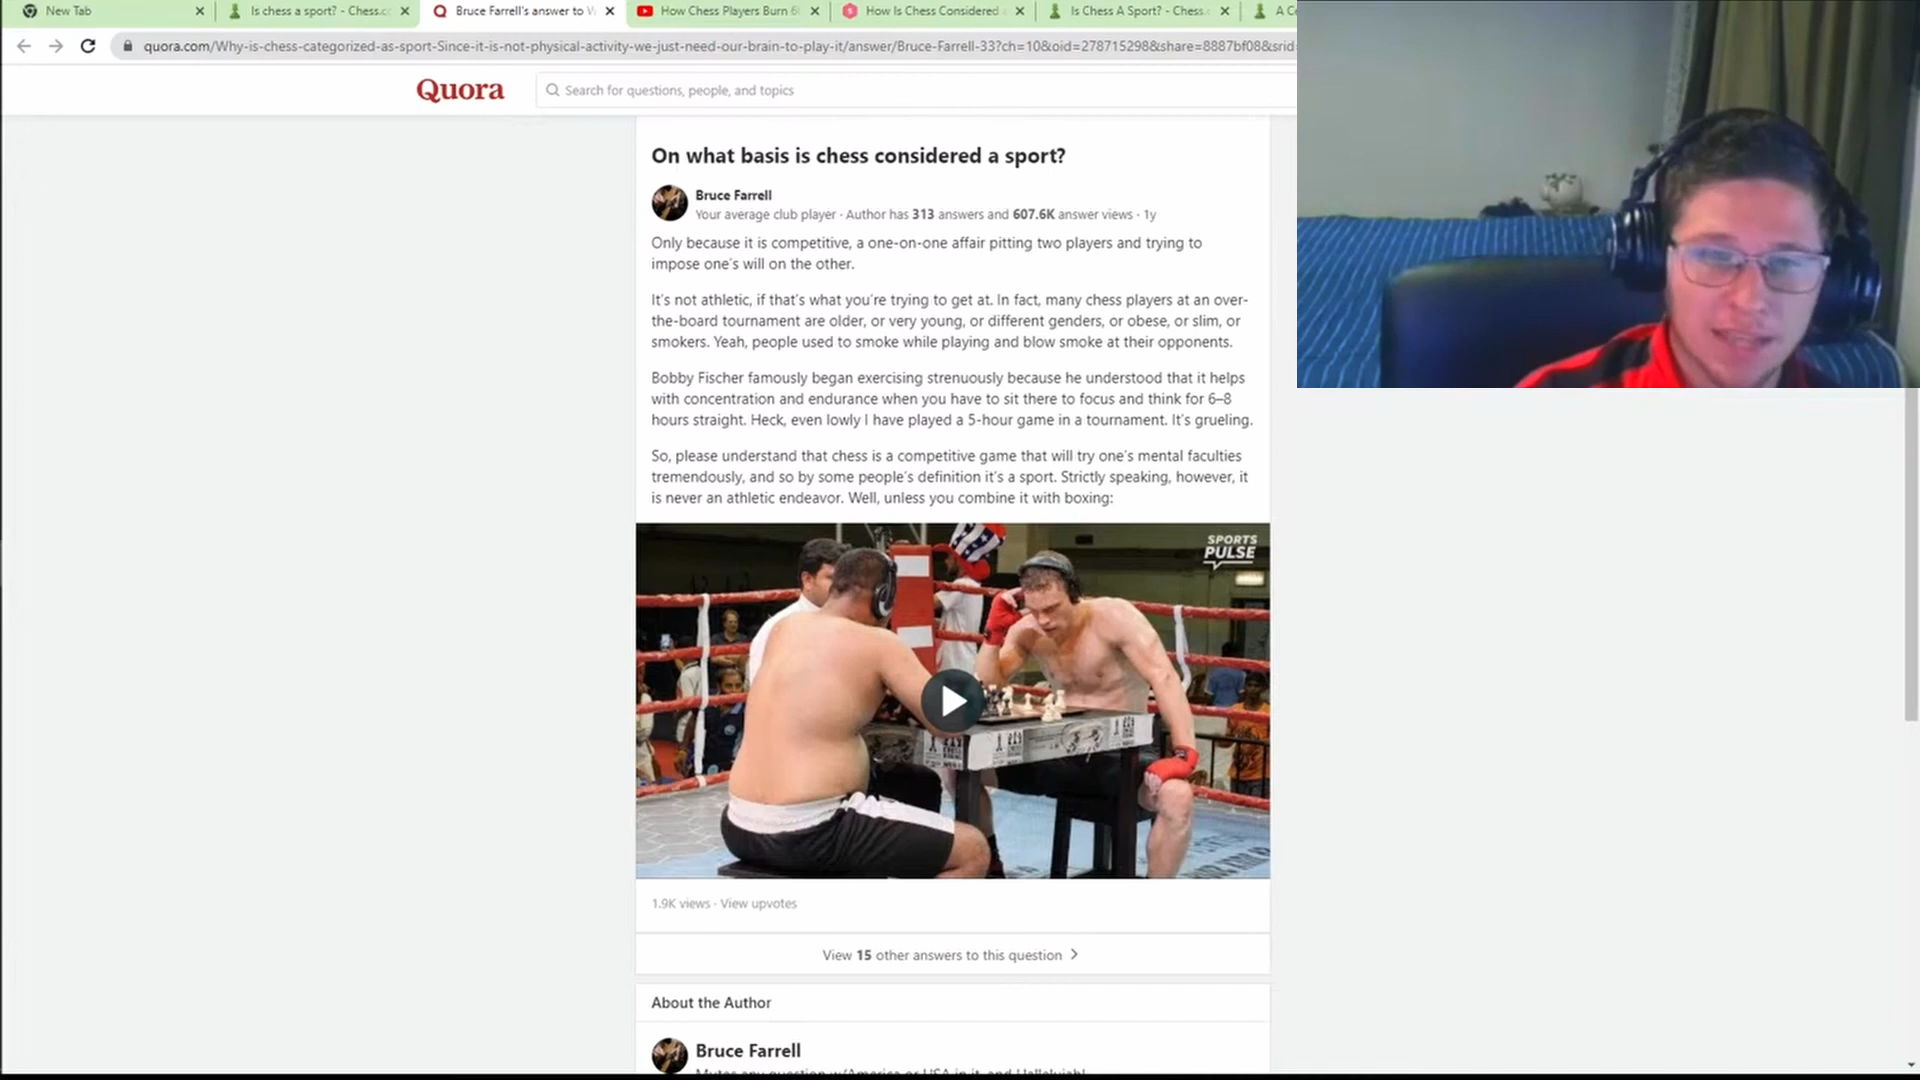 New Tab
Is chess a sport? - Chess.c
Bruce Farrell's answer to W
How Chess Players Burn 6
How Is Chess Considered
Is Chess A Sport? - Chess.
A C
quora.com/Why-is-chess-categorized-as-sport-Since-it-is-not-physical-activity-we-just-need-our-brain-to-play-it/answer/Bruce-Farrell-33?ch=10&oid=278715298&share=8887bf08&srid=
Quora
Search for questions, people, and topics
On what basis is chess considered a sport?
Bruce Farrell
Your average club player · Author has 313 answers and 607.6K answer views · 1y
Only because it is competitive, a one-on-one affair pitting two players and trying to
impose one's will on the other.
It's not athletic, if that's what you're trying to get at. In fact, many chess players at an over-
the-board tournament are older, or very young, or different genders, or obese, or slim, or
smokers. Yeah, people used to smoke while playing and blow smoke at their opponents.
Bobby Fischer famously began exercising strenuously because he understood that it helps
with concentration and endurance when you have to sit there to focus and think for 6–8
hours straight. Heck, even lowly I have played a 5-hour game in a tournament. It's grueling.
So, please understand that chess is a competitive game that will try one's mental faculties
tremendously, and so by some people's definition it's a sport. Strictly speaking, however, it
is never an athletic endeavor. Well, unless you combine it with boxing:
SPORTS
PULSE
1.9K views · View upvotes
View 15 other answers to this question
About the Author
Bruce Farrell
Mutes any question w/America or USA in it, and Hallelujah!